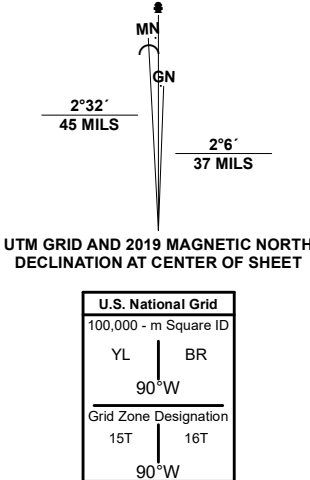 MN
GN
2°32´
45 MILS
2°6´
37 MILS
UTM GRID AND 2019 MAGNETIC NORTH
DECLINATION AT CENTER OF SHEET
U.S. National Grid
100,000 - m Square ID
YL BR
90°W
Grid Zone Designation
15T 16T
90°W